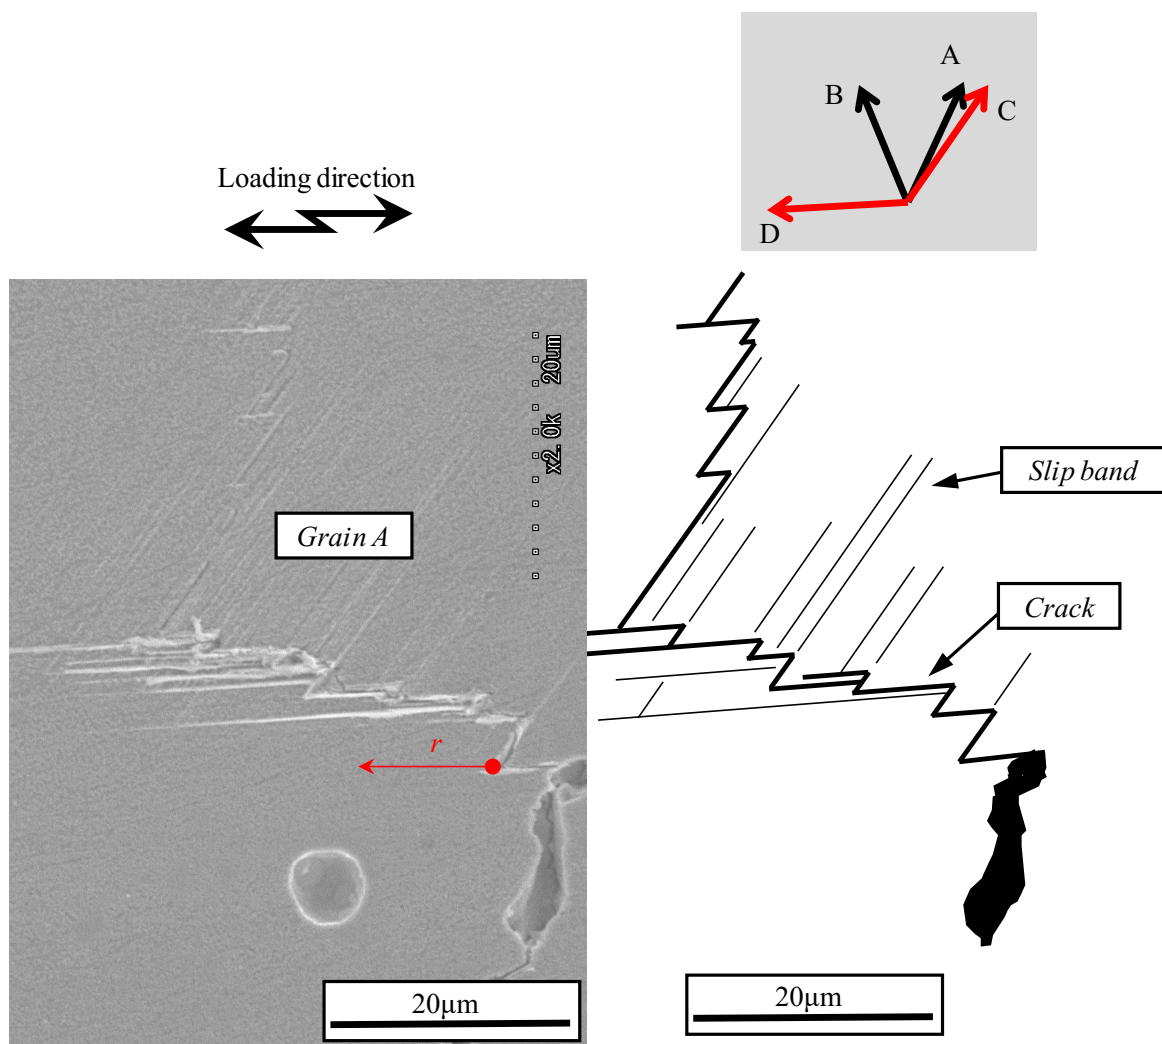 A
B
C
D
Loading direction
x2.0k 20um
Grain A
Slip band
Crack
r
20μm
20μm